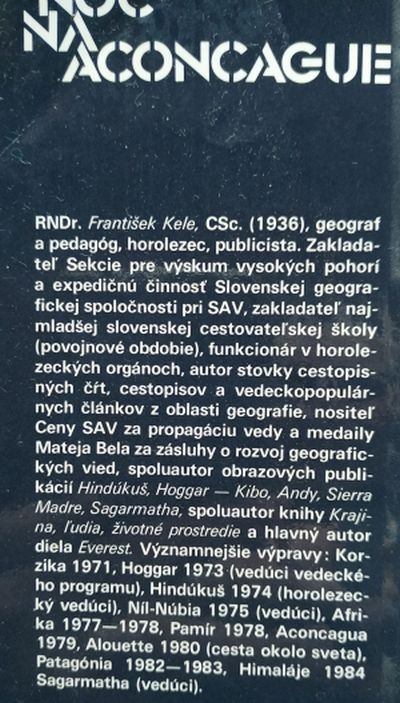 NOC
NA
ACONCAGUE
RNDr. František Kele, CSc. (1936), geograf
a pedagóg, horolezec, publicista. Zaklada-
teľ Sekcie pre výskum vysokých pohorí
a expedičnú činnosť Slovenskej geogra-
fickej spoločnosti pri SAV, zakladateľ naj-
mladšej slovenskej cestovateľskej školy
(povojnové obdobie), funkcionár v horole-
zeckých orgánoch, autor stovky cestopis-
ných čŕt, cestopisov a vedeckopopulár-
nych článkov z oblasti geografie, nositeľ
Ceny SAV za propagáciu vedy a medaily
Mateja Bela za zásluhy o rozvoj geografic-
kých vied, spoluautor obrazových publi-
kácií Hindúkuš, Hoggar — Kibo, Andy, Sierra
Madre, Sagarmatha, spoluautor knihy Kraji-
na, ľudia, životné prostredie a hlavný autor
diela Everest. Významnejšie výpravy: Kor-
zika 1971, Hoggar 1973 (vedúci vedecké-
ho programu), Hindúkuš 1974 (horolezec-
ký vedúci), Níl-Núbia 1975 (vedúci), Afri-
ka 1977—1978, Pamír 1978, Aconcagua
1979, Alouette 1980 (cesta okolo sveta),
Patagónia 1982—1983, Himaláje 1984
Sagarmatha (vedúci).